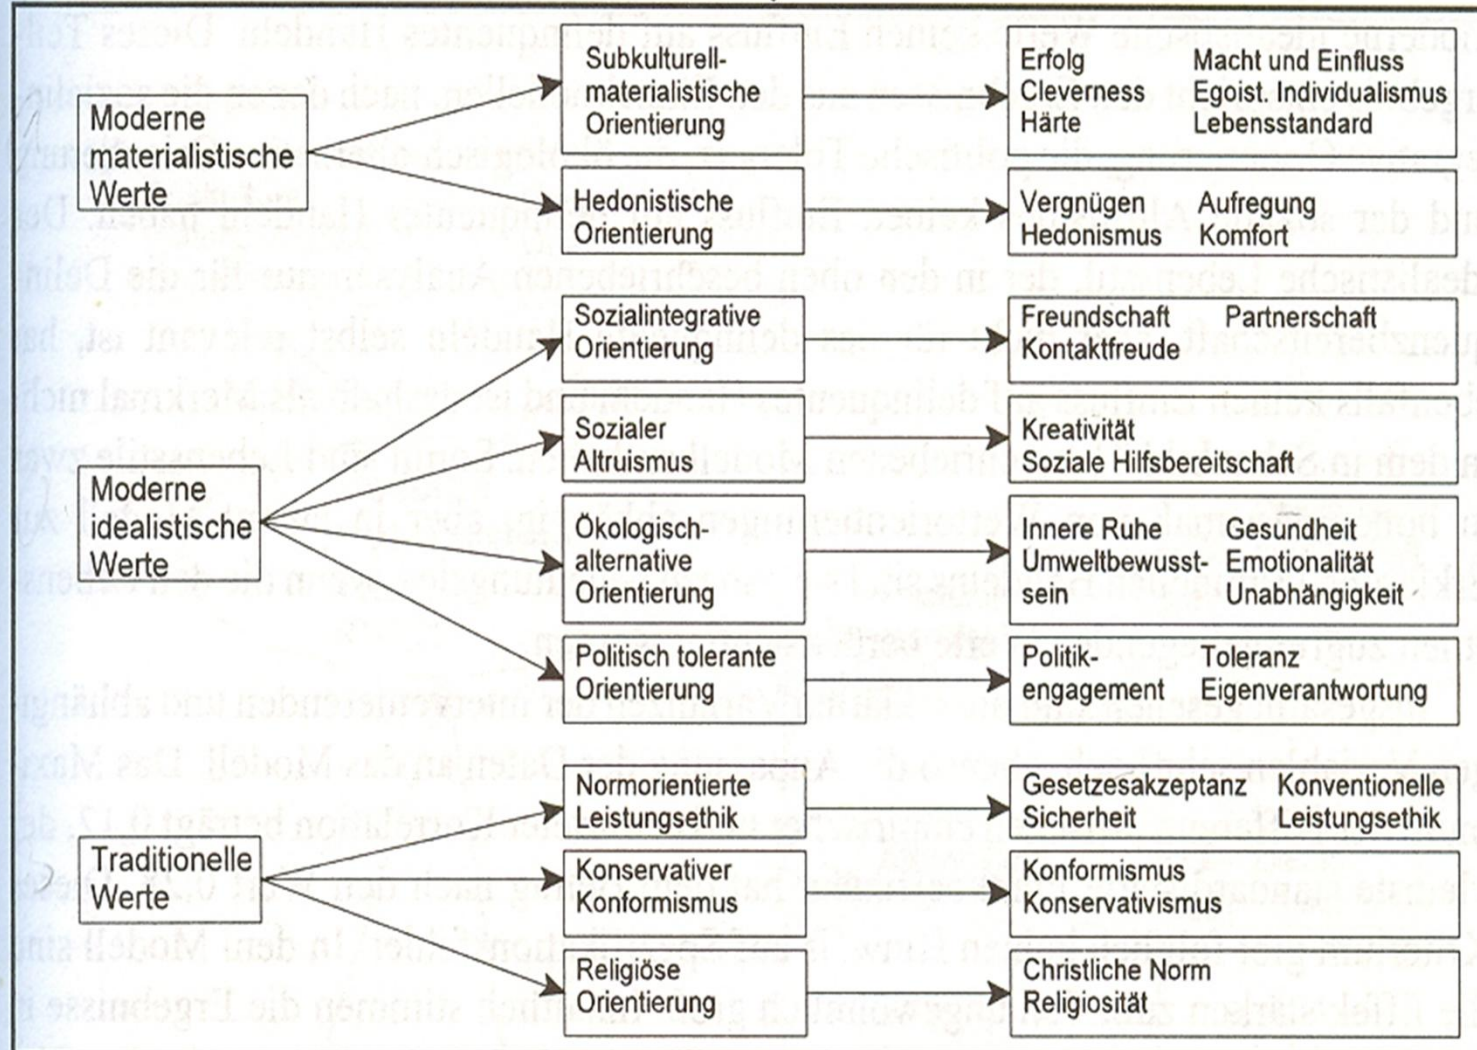 Moderne
materialistische
Werte
Subkulturell-
materialistische
Orientierung
Erfolg Macht und Einfluss
Cleverness Egoist. Individualismus
Härte Lebensstandard
Hedonistische
Orientierung
Vergnügen Aufregung
Hedonismus Komfort
Moderne
idealistische
Werte
Sozialintegrative
Orientierung
Freundschaft Partnerschaft
Kontaktfreude
Sozialer
Altruismus
Kreativität
Soziale Hilfsbereitschaft
Ökologisch-
alternative
Orientierung
Innere Ruhe Gesundheit
Umweltbewusst- Emotionalität
sein Unabhängigkeit
Politisch tolerante
Orientierung
Politik- Toleranz
engagement Eigenverantwortung
Traditionelle
Werte
Normorientierte
Leistungsethik
Gesetzesakzeptanz Konventionelle
Sicherheit Leistungsethik
Konservativer
Konformismus
Konformismus
Konservativismus
Religiöse
Orientierung
Christliche Norm
Religiosität